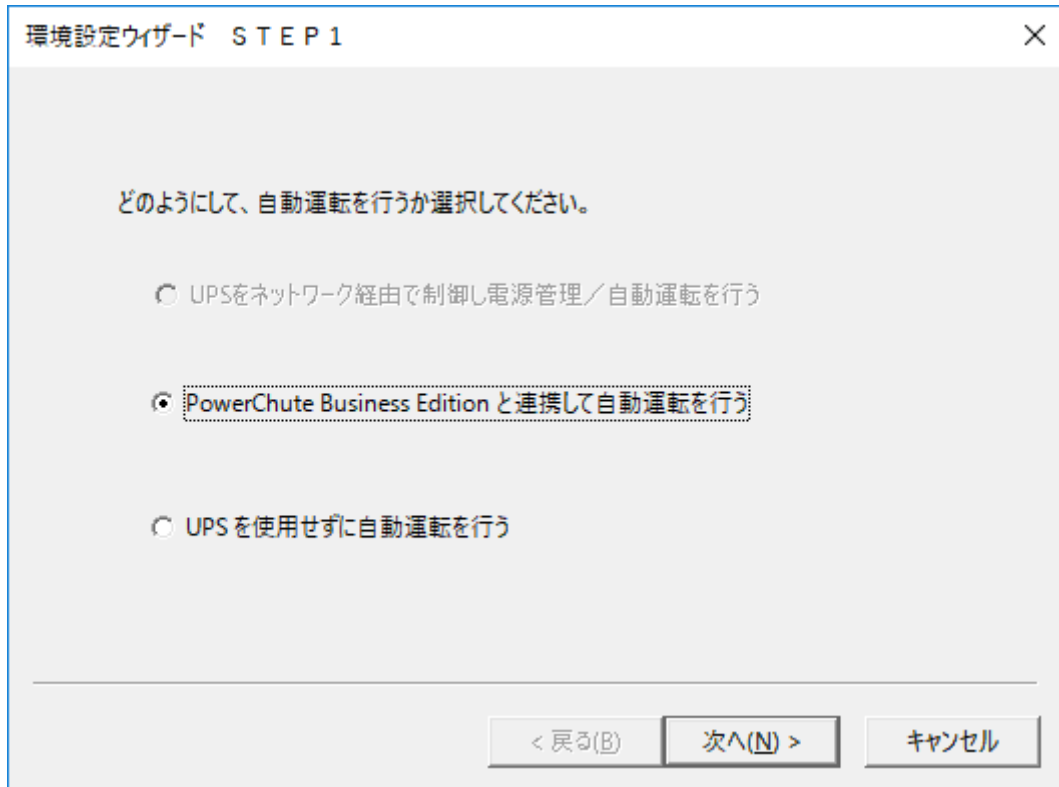 環境設定ウィザード　ＳＴＥＰ１
どのようにして、自動運転を行うか選択してください。
UPSをネットワーク経由で制御し電源管理／自動運転を行う
PowerChute Business Edition と連携して自動運転を行う
UPS を使用せずに自動運転を行う
< 戻る(B)　次へ(N) >　キャンセル